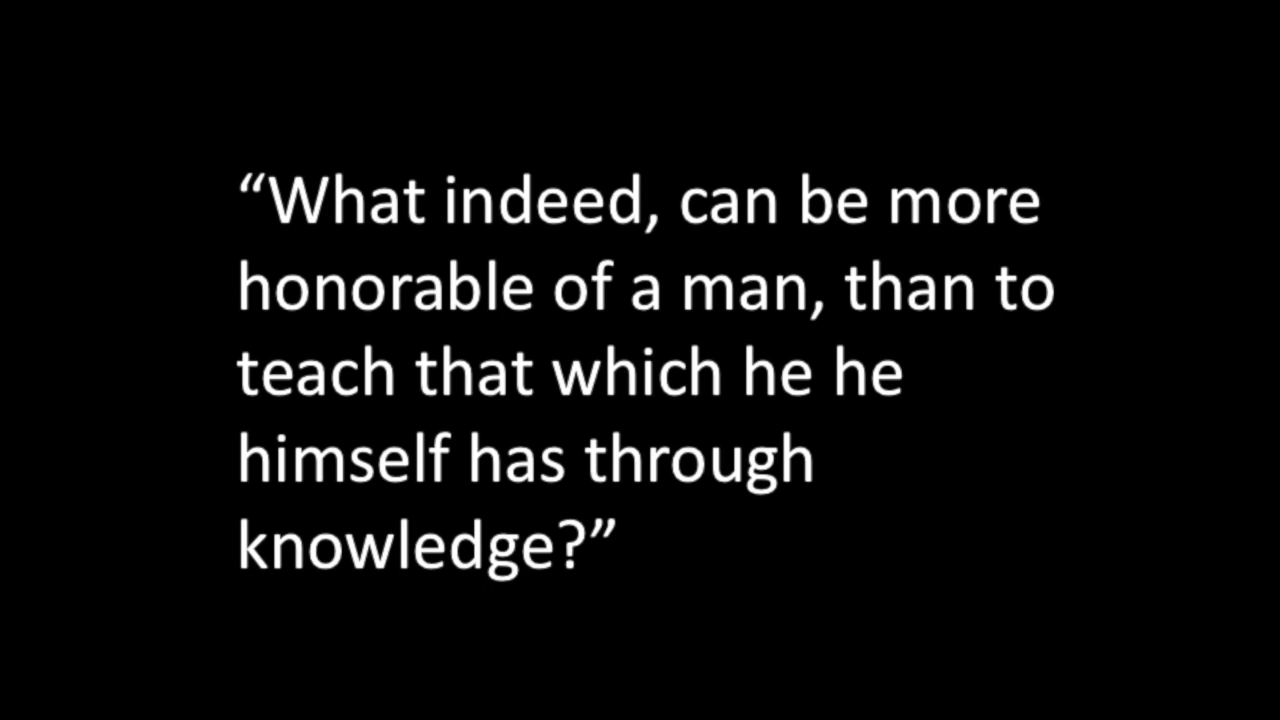 “What indeed, can be more
honorable of a man, than to
teach that which he he
himself has through
knowledge?”